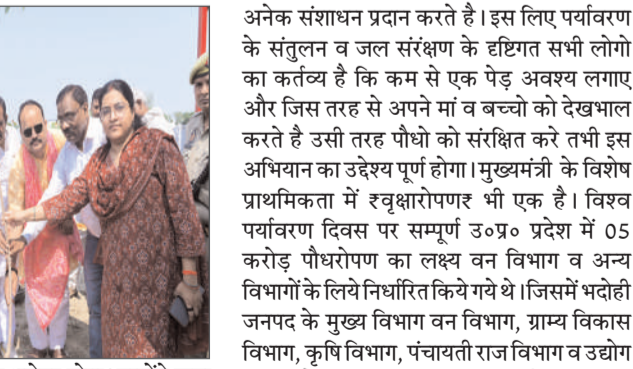 अनेक संशाधन प्रदान करते है। इस लिए पर्यावरण
के संतुलन व जल संरंक्षण के दृष्टिगत सभी लोगो
का कर्तव्य है कि कम से एक पेड़ अवश्य लगाए
और जिस तरह से अपने मां व बच्चो को देखभाल
करते है उसी तरह पौधो को संरक्षित करे तभी इस
अभियान का उद्देश्य पूर्ण होगा। मुख्यमंत्री के विशेष
प्राथमिकता में ₹वृक्षारोपण₹ भी एक है। विश्व
पर्यावरण दिवस पर सम्पूर्ण उ०प्र० प्रदेश में 05
करोड़ पौधरोपण का लक्ष्य वन विभाग व अन्य
विभागों के लिये निर्धारित किये गये थे।जिसमें भदोही
जनपद के मुख्य विभाग वन विभाग, ग्राम्य विकास
विभाग, कृषि विभाग, पंचायती राज विभाग व उद्योग